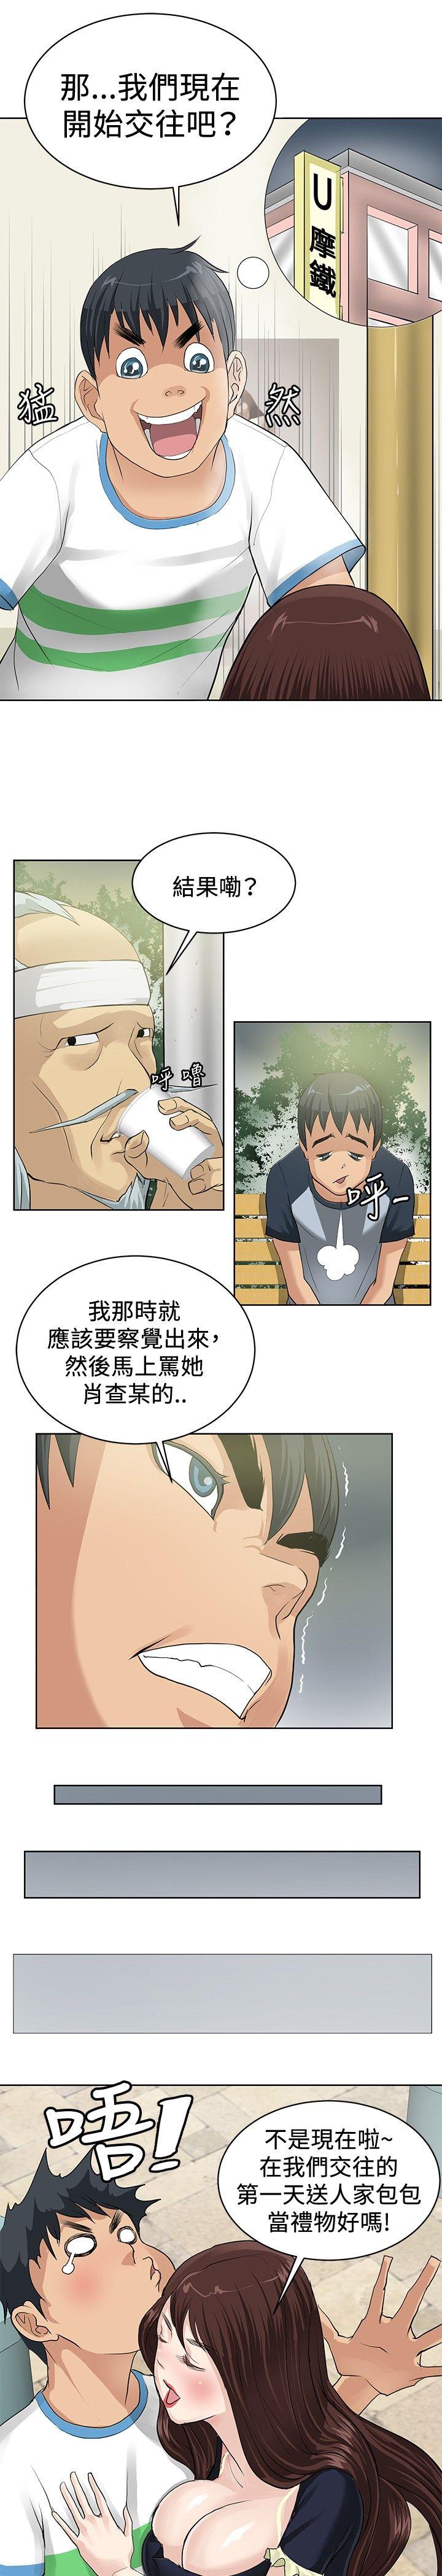 那...我們現在
開始交往吧？
U摩鐵
猛然
結果嘞？
呼嚕
呼~
我那時就
應該要察覺出來，
然後馬上罵她
肖查某的..
唔!
不是現在啦~
在我們交往的
第一天送人家包包
當禮物好嗎!